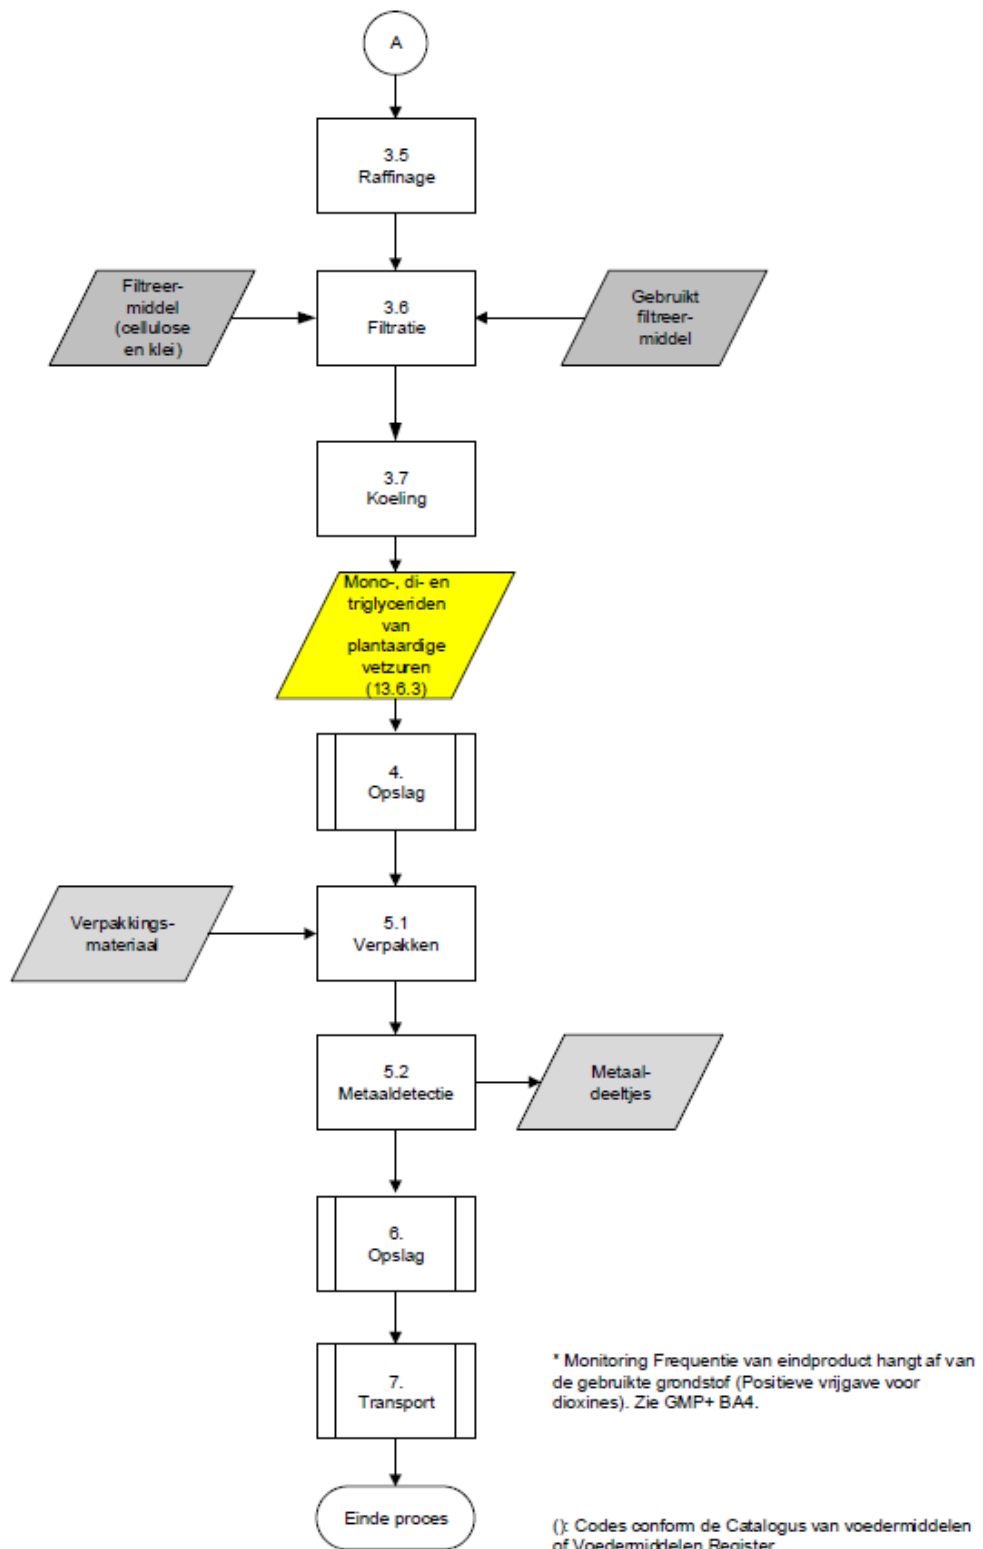 A
3.5
Raffinage
Filtreer-
middel
(cellulose
en klei)
3.6
Filtratie
Gebruikt
filtreer-
middel
3.7
Koeling
Mono-, di- en
triglyceriden
van
plantaardige
vetzuren
(13.6.3)
4.
Opslag
Verpakkings-
materiaal
5.1
Verpakken
5.2
Metaaldetectie
Metaal-
deeltjes
6.
Opslag
7.
Transport
* Monitoring Frequentie van eindproduct hangt af van
de gebruikte grondstof (Positieve vrijgave voor
dioxines). Zie GMP+ BA4.
Einde proces
(): Codes conform de Catalogus van voedermiddelen
of Voedermiddelen Register